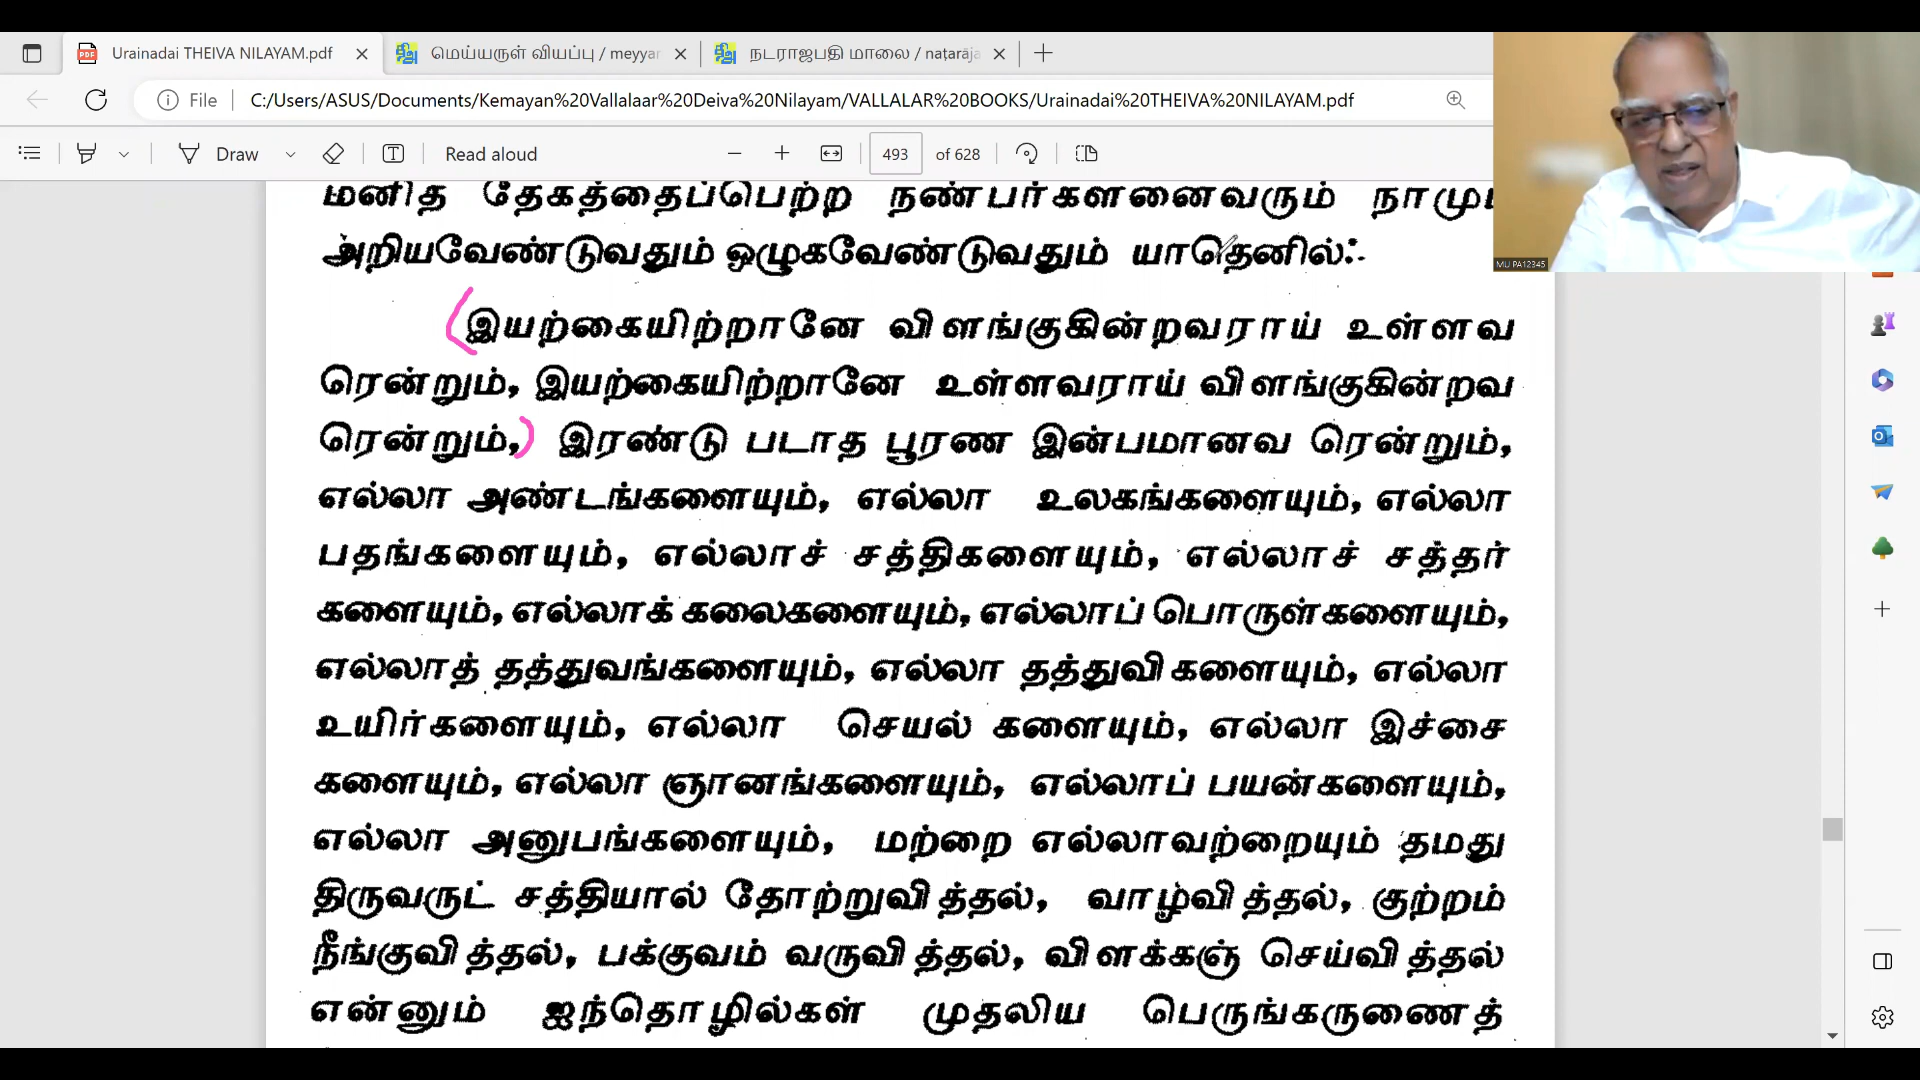 Urainadai THEIVA NILAYAM.pdf
மெய்யருள் வியப்பு / meyyar
நடராஜபதி மாலை / naṭarāja
File
C:/Users/ASUS/Documents/Kemayan%20Vallalaar%20Deiva%20Nilayam/VALLALAR%20BOOKS/Urainadai%20THEIVA%20NILAYAM.pdf
Draw
Read aloud
493 of 628
MU PA12345
மனித தேகத்தைப்பெற்ற நண்பர்களனைவரும் நாமும்
அறியவேண்டுவதும் ஒழுகவேண்டுவதும் யாதெனில்:-
(இயற்கையிற்றானே விளங்குகின்றவராய் உள்ளவ
ரென்றும், இயற்கையிற்றானே உள்ளவராய் விளங்குகின்றவ
ரென்றும்,) இரண்டு படாத பூரண இன்பமானவ ரென்றும்,
எல்லா அண்டங்களையும், எல்லா உலகங்களையும், எல்லா
பதங்களையும், எல்லாச் சத்திகளையும், எல்லாச் சத்தர்
களையும், எல்லாக் கலைகளையும், எல்லாப் பொருள்களையும்,
எல்லாத் தத்துவங்களையும், எல்லா தத்துவிகளையும், எல்லா
உயிர்களையும், எல்லா செயல் களையும், எல்லா இச்சை
களையும், எல்லா ஞானங்களையும், எல்லாப் பயன்களையும்,
எல்லா அனுபங்களையும், மற்றை எல்லாவற்றையும் தமது
திருவருட் சத்தியால் தோற்றுவித்தல், வாழ்வித்தல், குற்றம்
நீங்குவித்தல், பக்குவம் வருவித்தல், விளக்கஞ் செய்வித்தல்
என்னும் ஐந்தொழில்கள் முதலிய பெருங்கருணைத்